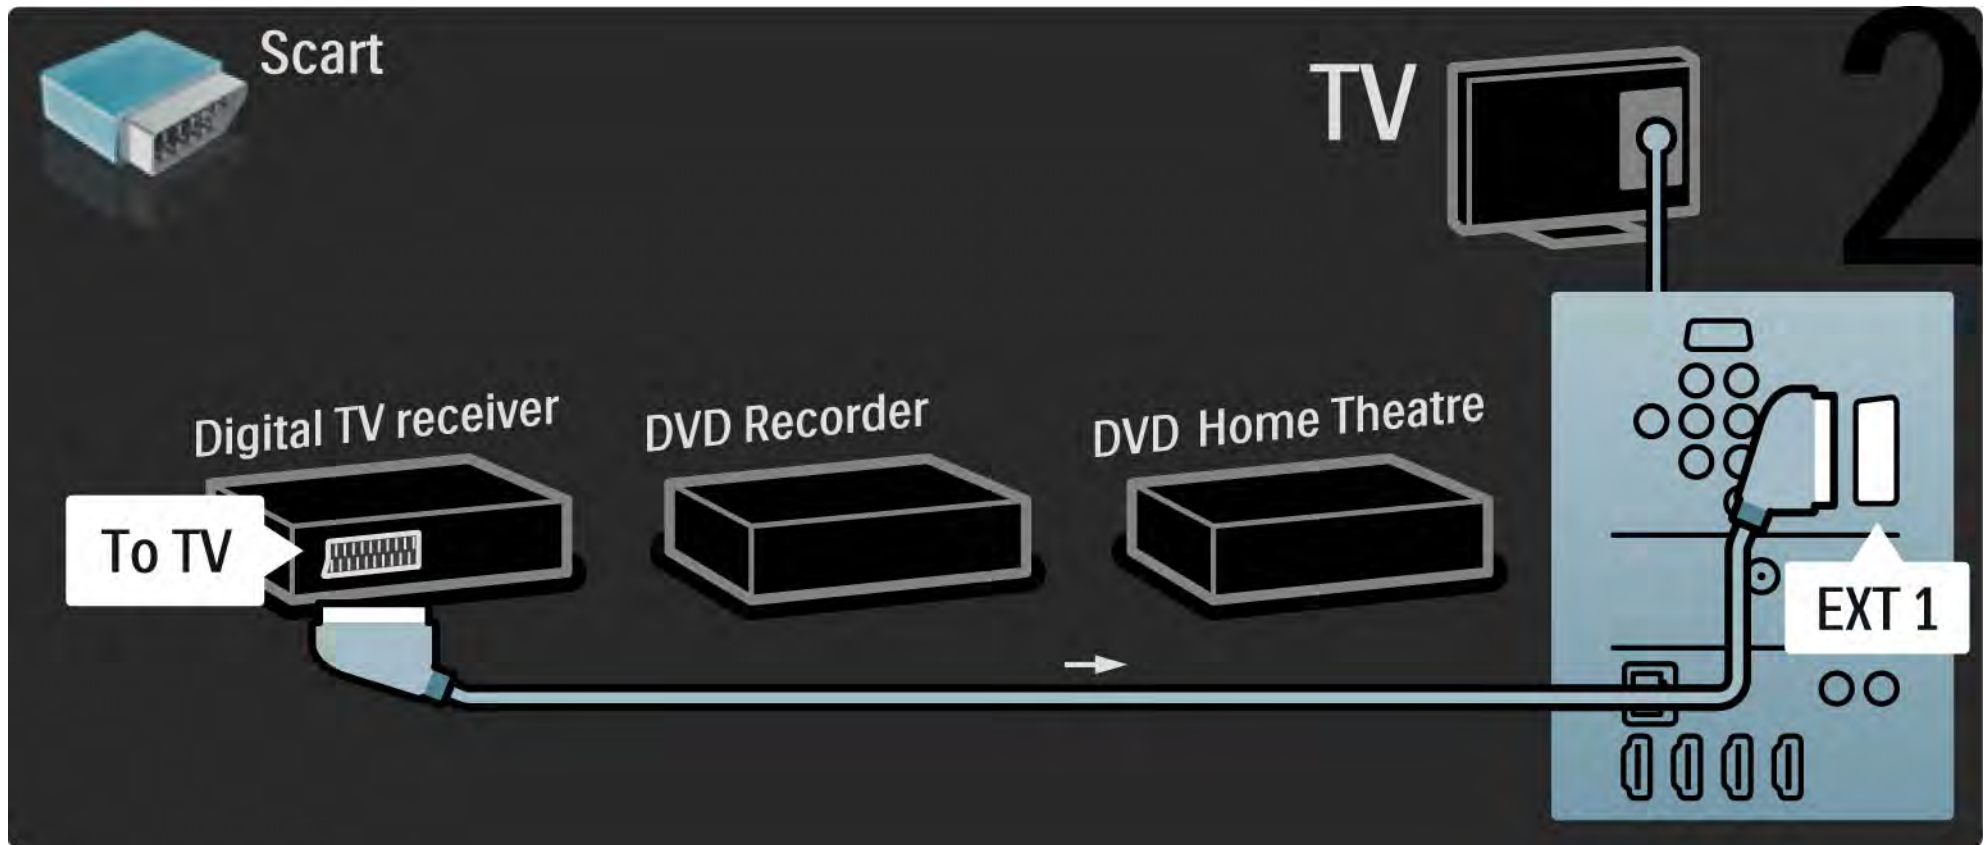 Scart
TV
2
Digital TV receiver
DVD Recorder
DVD Home Theatre
To TV
EXT 1